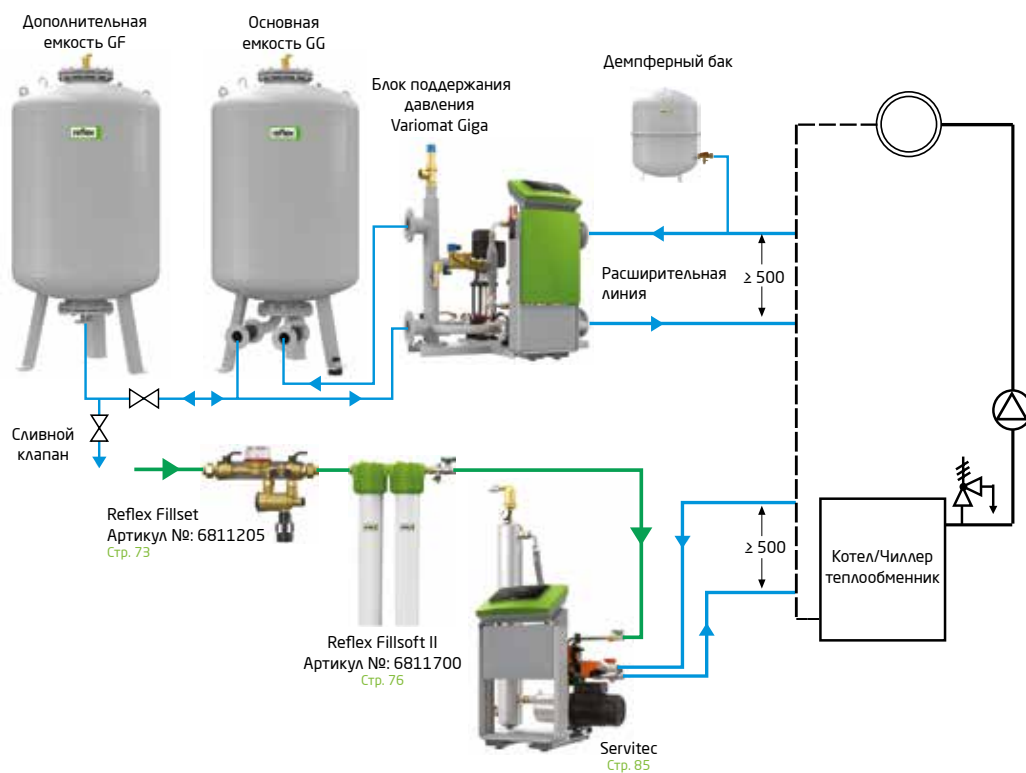 Дополнительная
емкость GF
Основная
емкость GG
Блок поддержания
давления
Variomat Giga
Демпферный бак
reflex
reflex
Расширительная
линия
≥ 500
Сливной
клапан
Reflex Fillset
Артикул №: 6811205
Стр. 73
Reflex Fillsoft II
Артикул №: 6811700
Стр. 76
≥ 500
Котел/Чиллер
теплообменник
Servitec
Стр. 85